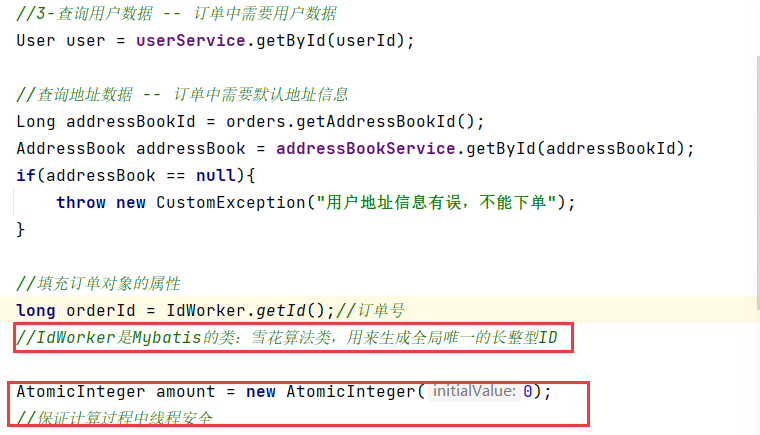 //3-查询用户数据 -- 订单中需要用户数据
User user = userService.getById(userId);
//查询地址数据 -- 订单中需要默认地址信息
Long addressBookId = orders.getAddressBookId();
AddressBook addressBook = addressBookService.getById(addressBookId);
if(addressBook == null){
throw new CustomException("用户地址信息有误，不能下单");
}
//填充订单对象的属性
long orderId = IdWorker.getId();//订单号
//IdWorker是Mybatis的类：雪花算法类，用来生成全局唯一的长整型ID
AtomicInteger amount = new AtomicInteger( initialValue: 0);
//保证计算过程中线程安全